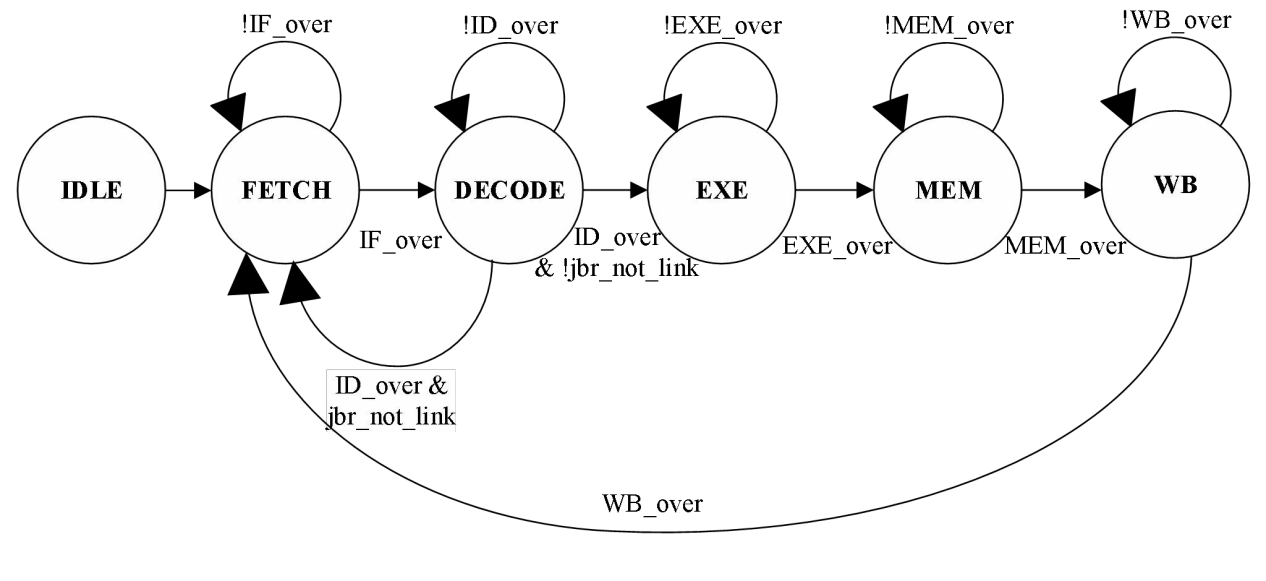 !IF_over
!ID_over
!EXE_over
!MEM_over
!WB_over
IDLE
FETCH
DECODE
EXE
MEM
WB
IF_over
ID_over
& !jbr_not_link
EXE_over
MEM_over
ID_over &
jbr_not_link
WB_over